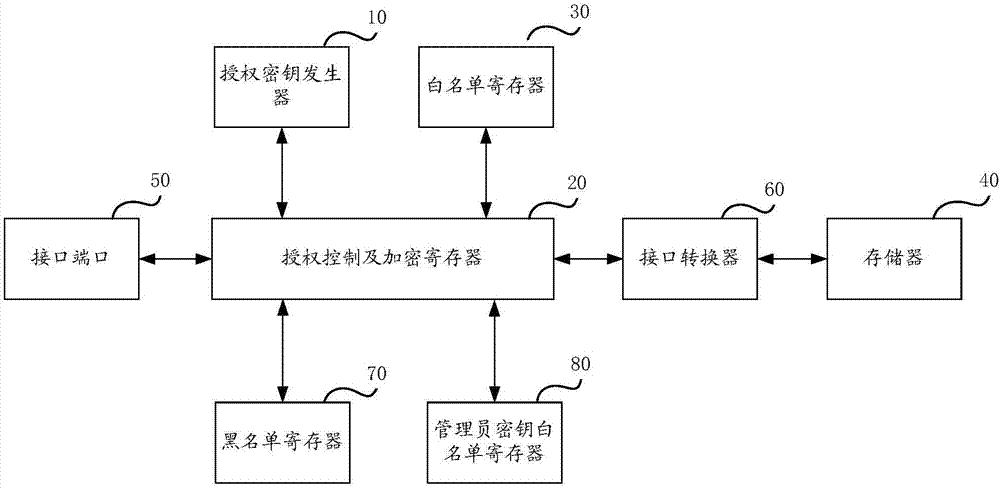 10
30
授权密钥发生
器
白名单寄存器
50
20
60
40
接口端口
授权控制及加密寄存器
接口转换器
存储器
70
80
黑名单寄存器
管理员密钥白
名单寄存器